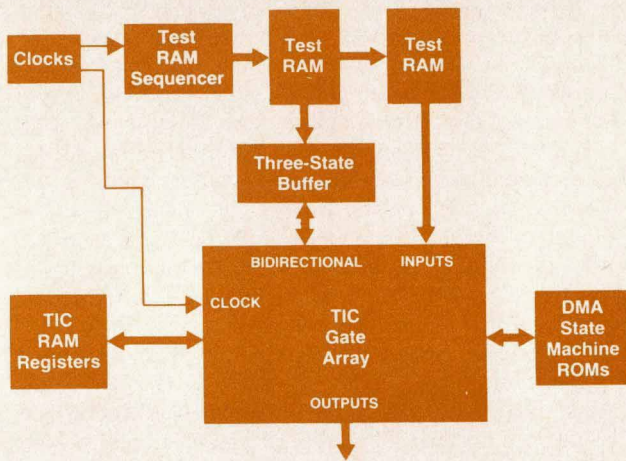 Clocks
Test
RAM
Sequencer
Test
RAM
Test
RAM
Three-State
Buffer
BIDIRECTIONAL
INPUTS
CLOCK
TIC
Gate
Array
OUTPUTS
TIC
RAM
Registers
DMA
State
Machine
ROMs